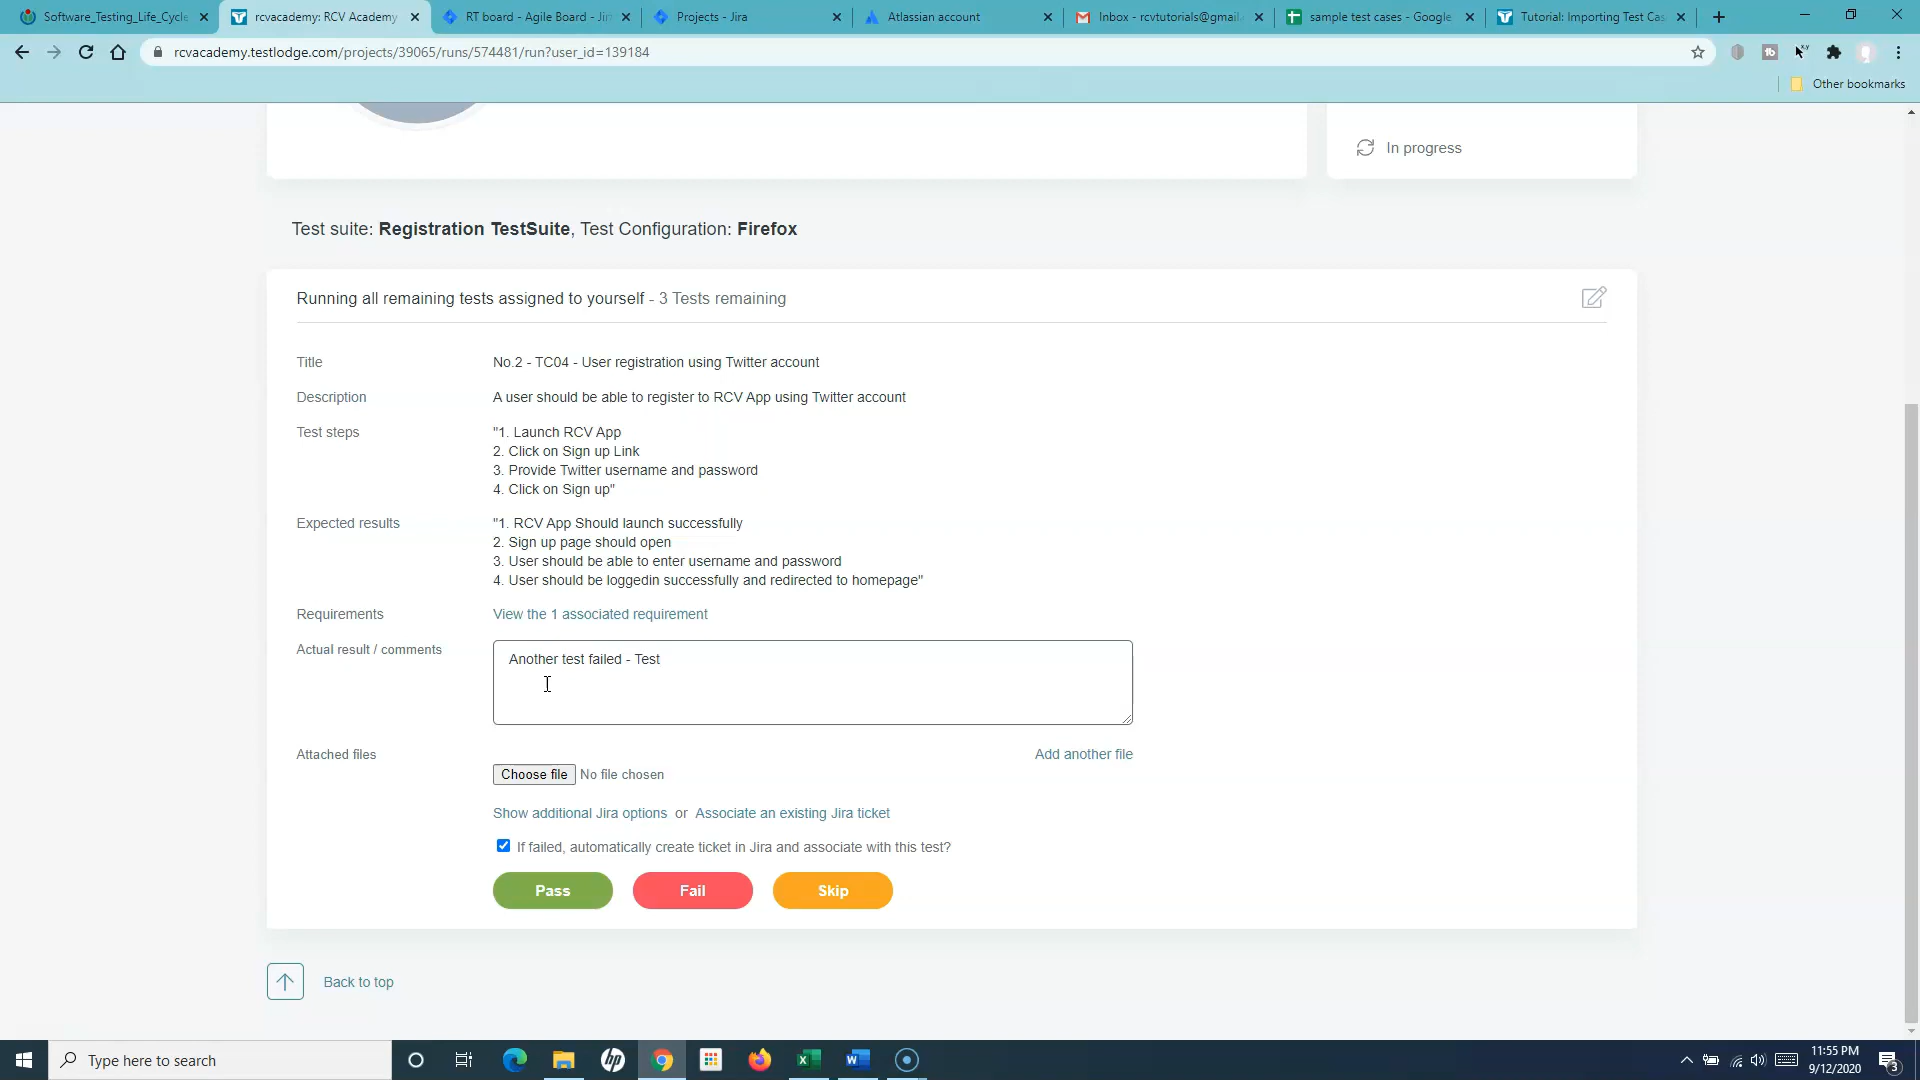 Software_Testing_Life_Cycle
rcvacademy: RCV Academy
RT board - Agile Board - Jira
Projects - Jira
Atlassian account
Inbox - rcvtutorials@gmail.
sample test cases - Google
Tutorial: Importing Test Cas
rcvacademy.testlodge.com/projects/39065/runs/574481/run?user_id=139184
Other bookmarks
In progress
Test suite: Registration TestSuite, Test Configuration: Firefox
Running all remaining tests assigned to yourself - 3 Tests remaining
Title
No.2 - TC04 - User registration using Twitter account
Description
A user should be able to register to RCV App using Twitter account
Test steps
"1. Launch RCV App
2. Click on Sign up Link
3. Provide Twitter username and password
4. Click on Sign up"
Expected results
"1. RCV App Should launch successfully
2. Sign up page should open
3. User should be able to enter username and password
4. User should be loggedin successfully and redirected to homepage"
Requirements
View the 1 associated requirement
Actual result / comments
Another test failed - Test
Attached files
Add another file
Choose file No file chosen
Show additional Jira options or Associate an existing Jira ticket
If failed, automatically create ticket in Jira and associate with this test?
Pass
Fail
Skip
Back to top
Type here to search
11:55 PM
9/12/2020
3